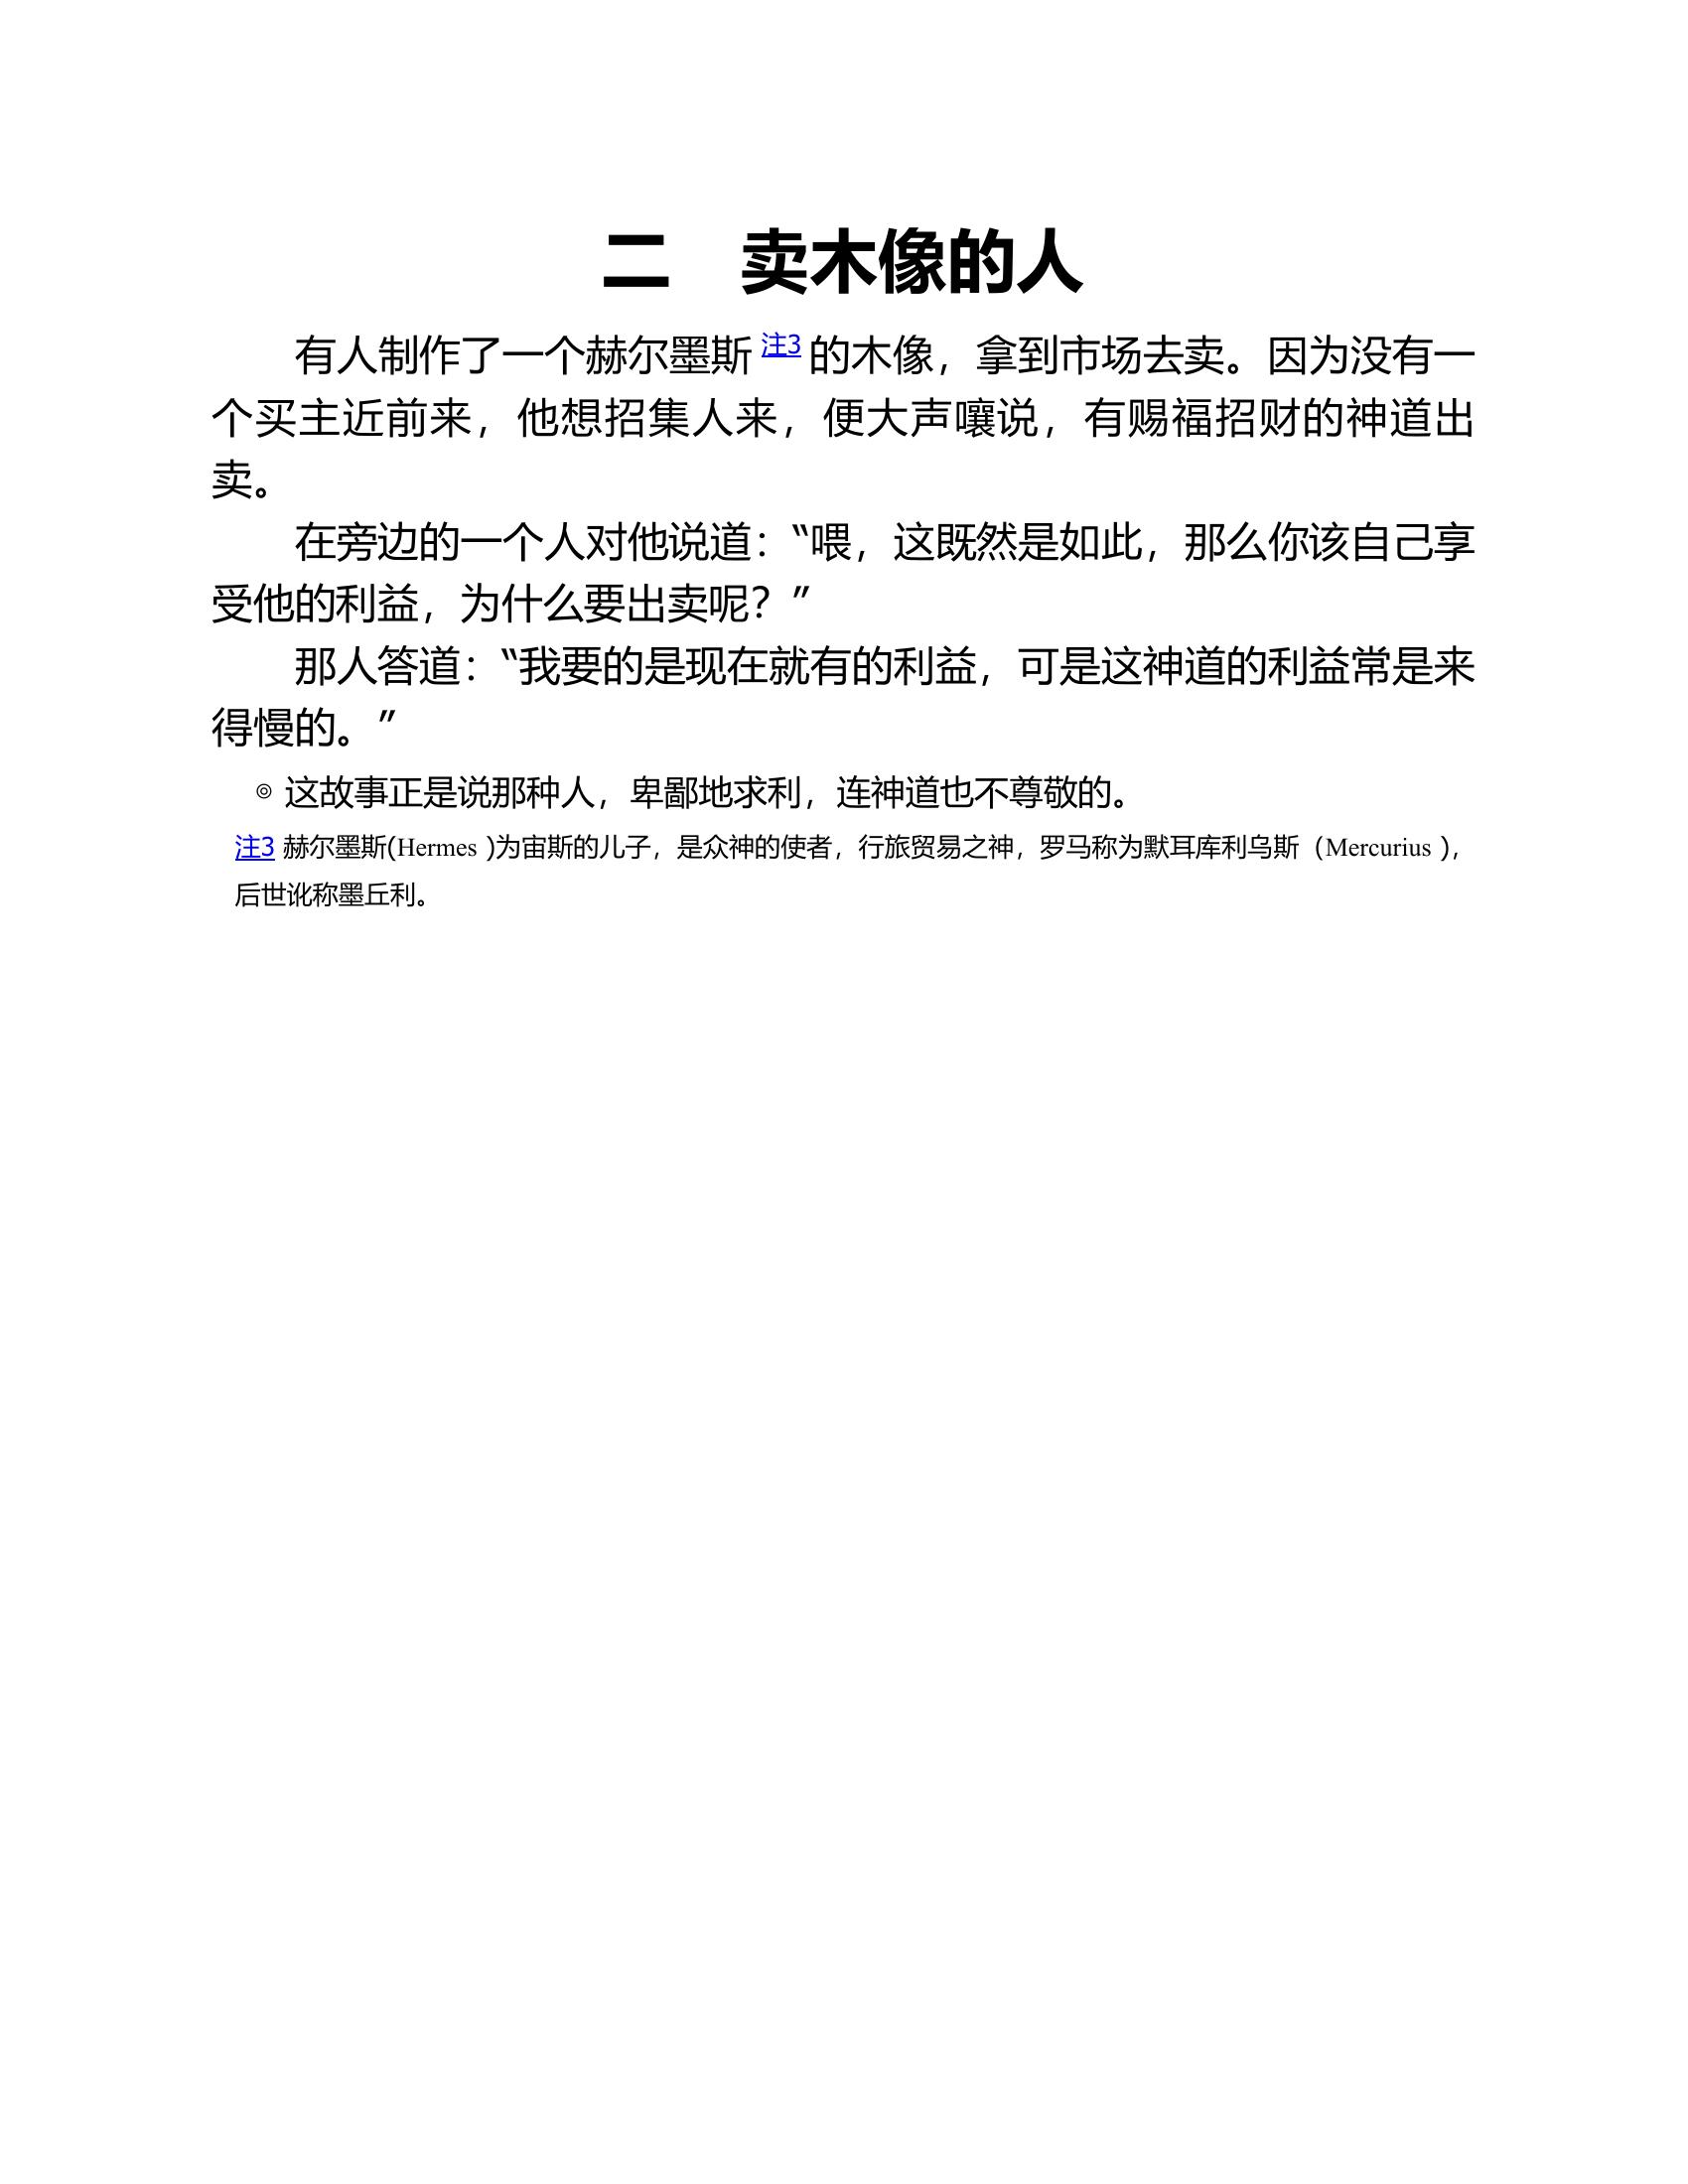 二　卖木像的人
有人制作了一个赫尔墨斯 注3 的木像，拿到市场去卖。因为没有一
个买主近前来，他想招集人来，便大声嚷说，有赐福招财的神道出
卖。
在旁边的一个人对他说道：“喂，这既然是如此，那么你该自己享
受他的利益，为什么要出卖呢？”
那人答道：“我要的是现在就有的利益，可是这神道的利益常是来
得慢的。”
◎ 这故事正是说那种人，卑鄙地求利，连神道也不尊敬的。
注3 赫尔墨斯(Hermes )为宙斯的儿子，是众神的使者，行旅贸易之神，罗马称为默耳库利乌斯（Mercurius ），
后世讹称墨丘利。